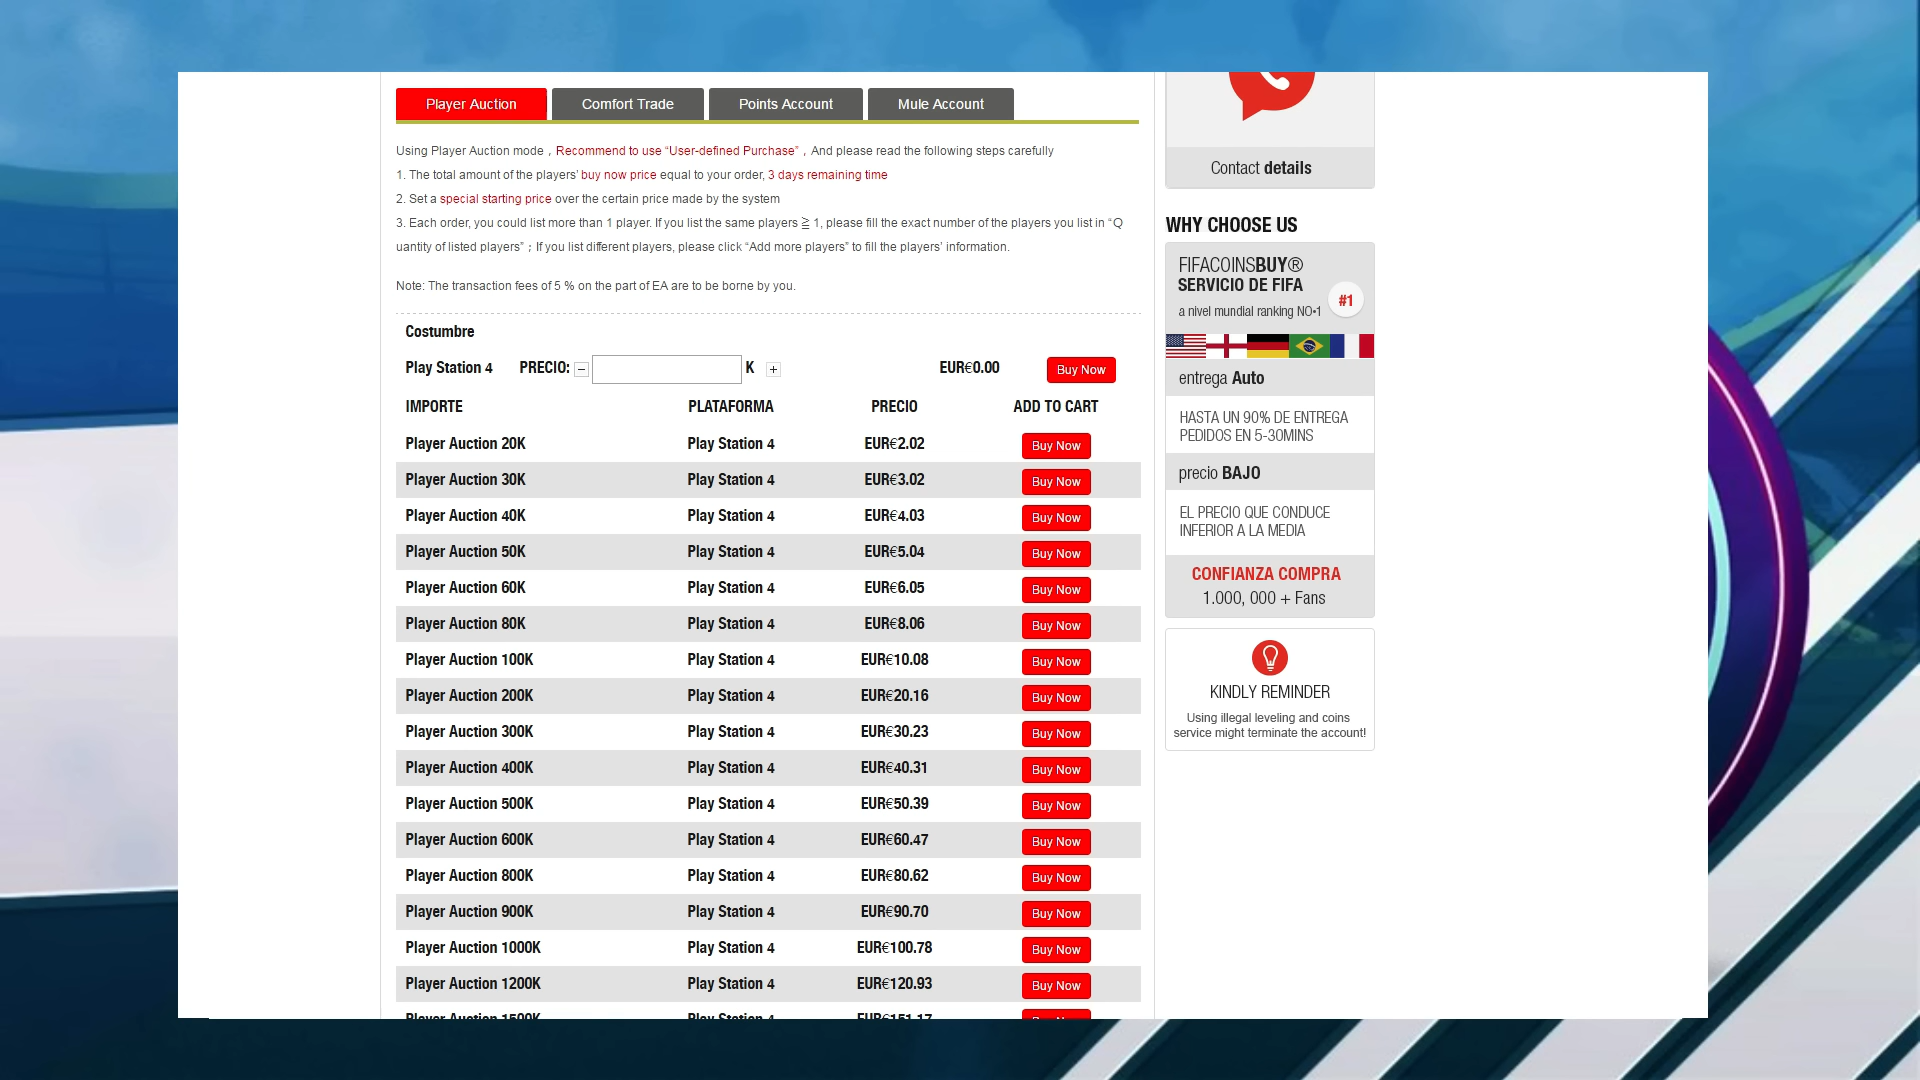 Player Auction
Comfort Trade
Points Account
Mule Account
Using Player Auction mode , Recommend to use “User-defined Purchase” , And please read the following steps carefully
1. The total amount of the players’ buy now price equal to your order, 3 days remaining time
2. Set a special starting price over the certain price made by the system
3. Each order, you could list more than 1 player. If you list the same players ≧ 1, please fill the exact number of the players you list in “Q
uantity of listed players” ; If you list different players, please click “Add more players” to fill the players’ information.
Note: The transaction fees of 5 % on the part of EA are to be borne by you.
Costumbre
Play Station 4 PRECIO: − K + EUR€0.00 Buy Now
IMPORTE PLATAFORMA PRECIO ADD TO CART
Player Auction 20K Play Station 4 EUR€2.02 Buy Now
Player Auction 30K Play Station 4 EUR€3.02 Buy Now
Player Auction 40K Play Station 4 EUR€4.03 Buy Now
Player Auction 50K Play Station 4 EUR€5.04 Buy Now
Player Auction 60K Play Station 4 EUR€6.05 Buy Now
Player Auction 80K Play Station 4 EUR€8.06 Buy Now
Player Auction 100K Play Station 4 EUR€10.08 Buy Now
Player Auction 200K Play Station 4 EUR€20.16 Buy Now
Player Auction 300K Play Station 4 EUR€30.23 Buy Now
Player Auction 400K Play Station 4 EUR€40.31 Buy Now
Player Auction 500K Play Station 4 EUR€50.39 Buy Now
Player Auction 600K Play Station 4 EUR€60.47 Buy Now
Player Auction 800K Play Station 4 EUR€80.62 Buy Now
Player Auction 900K Play Station 4 EUR€90.70 Buy Now
Player Auction 1000K Play Station 4 EUR€100.78 Buy Now
Player Auction 1200K Play Station 4 EUR€120.93 Buy Now
Player Auction 1500K Play Station 4 EUR€151.17 Buy Now
Contact details
WHY CHOOSE US
FIFACOINSBUY®
SERVICIO DE FIFA
a nivel mundial ranking NO•1
#1
entrega Auto
HASTA UN 90% DE ENTREGA
PEDIDOS EN 5-30MINS
precio BAJO
EL PRECIO QUE CONDUCE
INFERIOR A LA MEDIA
CONFIANZA COMPRA
1.000, 000 + Fans
KINDLY REMINDER
Using illegal leveling and coins
service might terminate the account!